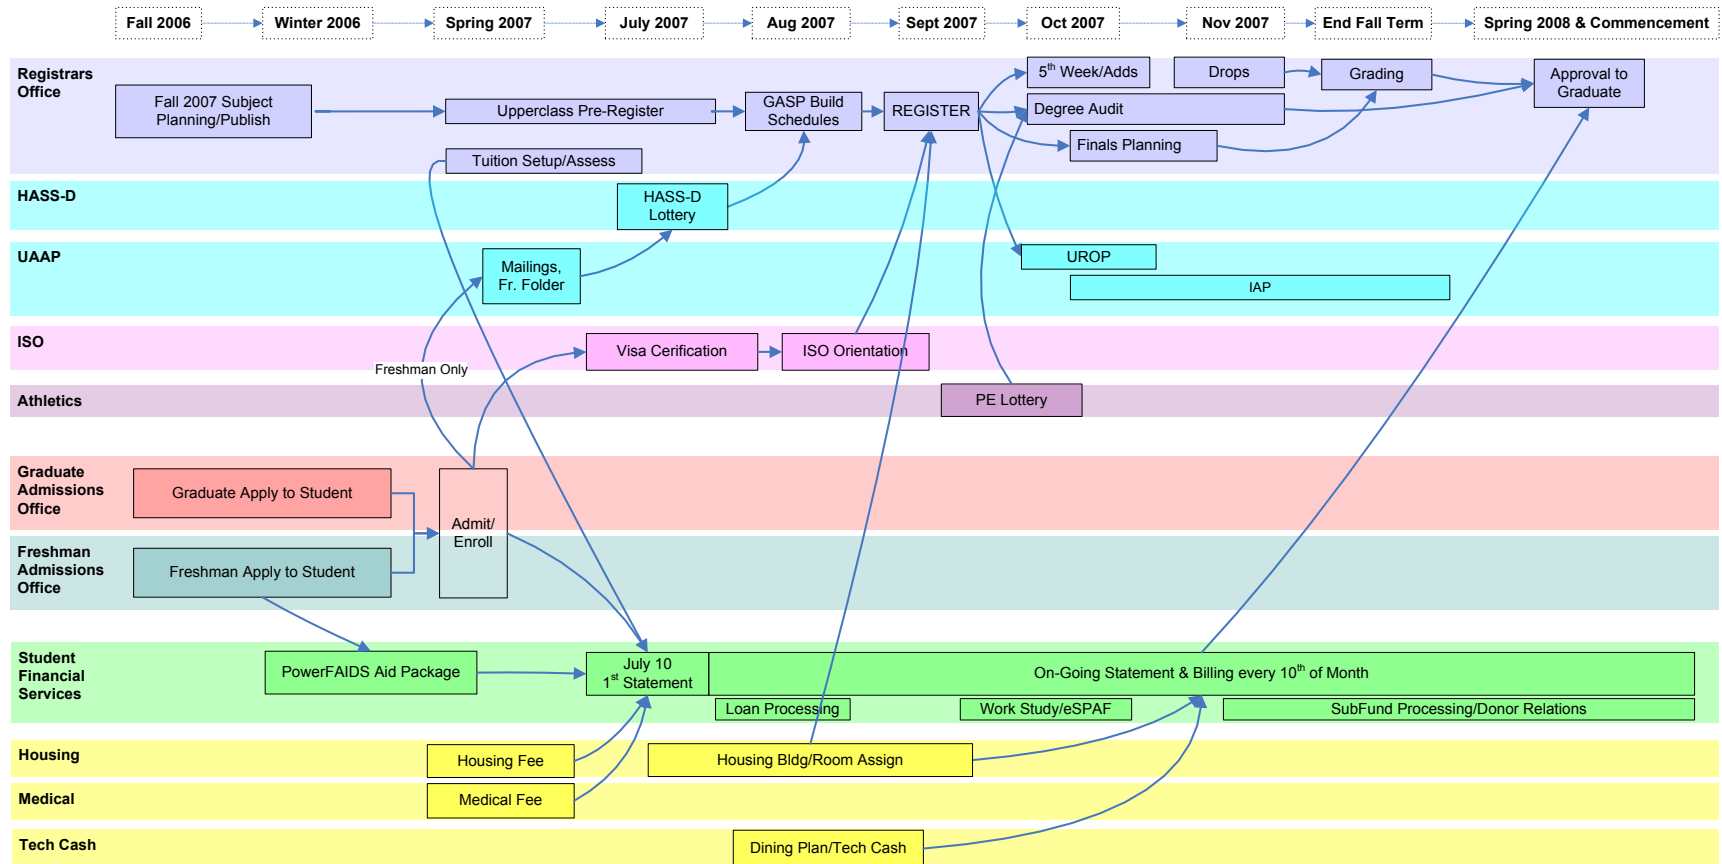 Fall 2006
Winter 2006
Spring 2007
July 2007
Aug 2007
Sept 2007
Oct 2007
Nov 2007
End Fall Term
Spring 2008 & Commencement
Registrars
Office
Fall 2007 Subject
Planning/Publish
Upperclass Pre-Register
GASP Build
Schedules
REGISTER
5th Week/Adds
Drops
Grading
Approval to
Graduate
Degree Audit
Finals Planning
Tuition Setup/Assess
HASS-D
HASS-D
Lottery
UAAP
Mailings,
Fr. Folder
UROP
IAP
ISO
Visa Cerification
ISO Orientation
Freshman Only
Athletics
PE Lottery
Graduate
Admissions
Office
Graduate Apply to Student
Admit/
Enroll
Freshman
Admissions
Office
Freshman Apply to Student
Student
Financial
Services
PowerFAIDS Aid Package
July 10
1st Statement
On-Going Statement & Billing every 10th of Month
Loan Processing
Work Study/eSPAF
SubFund Processing/Donor Relations
Housing
Housing Fee
Housing Bldg/Room Assign
Medical
Medical Fee
Tech Cash
Dining Plan/Tech Cash